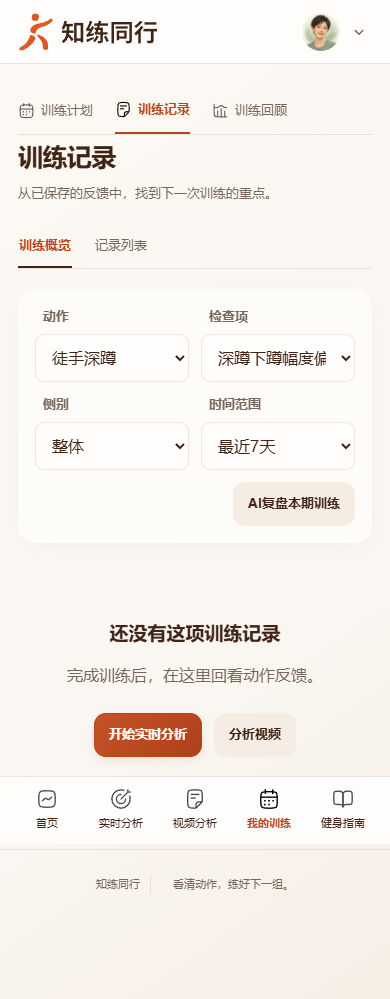 知练同行
训练计划 训练记录 训练回顾
训练记录
从已保存的反馈中，找到下一次训练的重点。
训练概览 记录列表
动作 检查项
徒手深蹲 深蹲下蹲幅度偏
侧别 时间范围
整体 最近7天
AI复盘本期训练
还没有这项训练记录
完成训练后，在这里回看动作反馈。
开始实时分析 分析视频
首页 实时分析 视频分析 我的训练 健身指南
知练同行 看清动作，练好下一组。